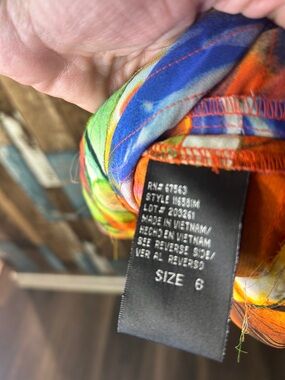 RN# 67563
STYLE 116581M
LOT# 203261
MADE IN VIETNAM/
HECHO EN VIETNAM
SEE REVERSE SIDE/
VER AL REVERSO
SIZE 6